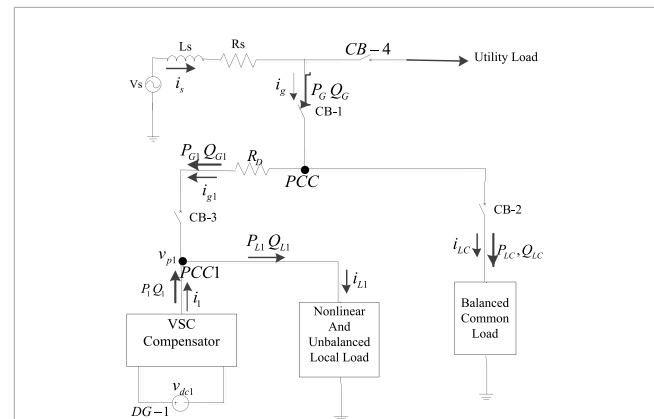 Ls
Rs
CB-4
Utility Load
Vs
i_s
i_g
P_G Q_G
CB-1
P_G1 Q_G1
R_D
PCC
i_g1
CB-3
CB-2
v_p1
PCC1
P_L1 Q_L1
i_LC
P_LC, Q_LC
P_1 Q_1
i_1
i_L1
VSC
Compensator
Nonlinear
And
Unbalanced
Local Load
Balanced
Common
Load
v_dc1
DG-1